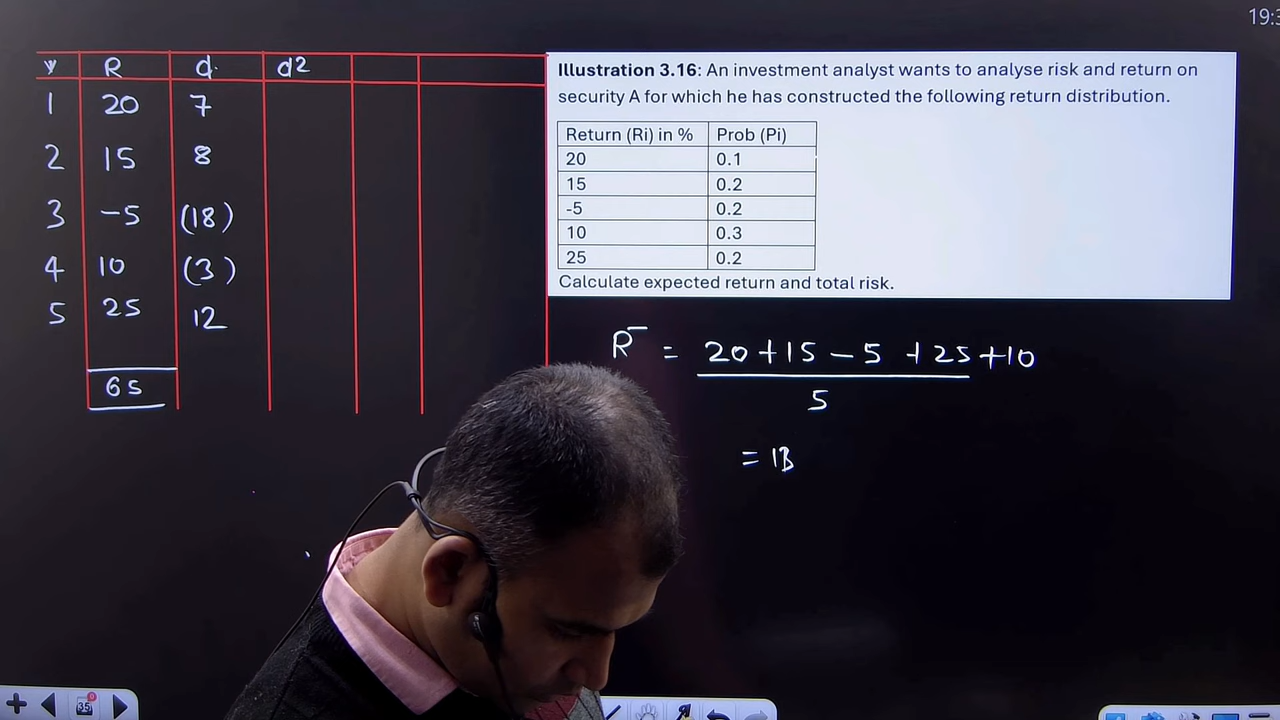 19:3
y R d. d2
1 20 7
2 15 8
3 -5 (18)
4 10 (3)
5 25 12
65
Illustration 3.16: An investment analyst wants to analyse risk and return on
security A for which he has constructed the following return distribution.
Return (Ri) in % Prob (Pi)
20 0.1
15 0.2
-5 0.2
10 0.3
25 0.2
Calculate expected return and total risk.
R̄ = 20+15-5+25+10
5
= 13
35